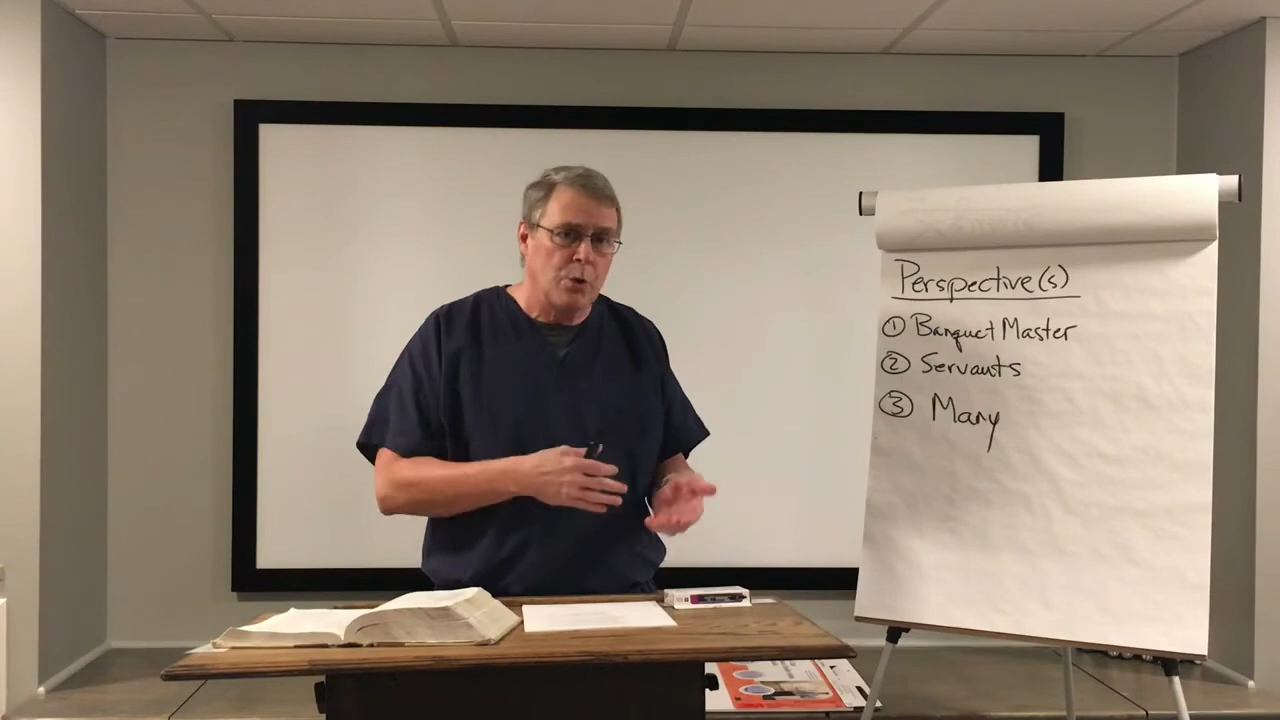 Perspective(s)
① Banquet Master
② Servants
③ Mary